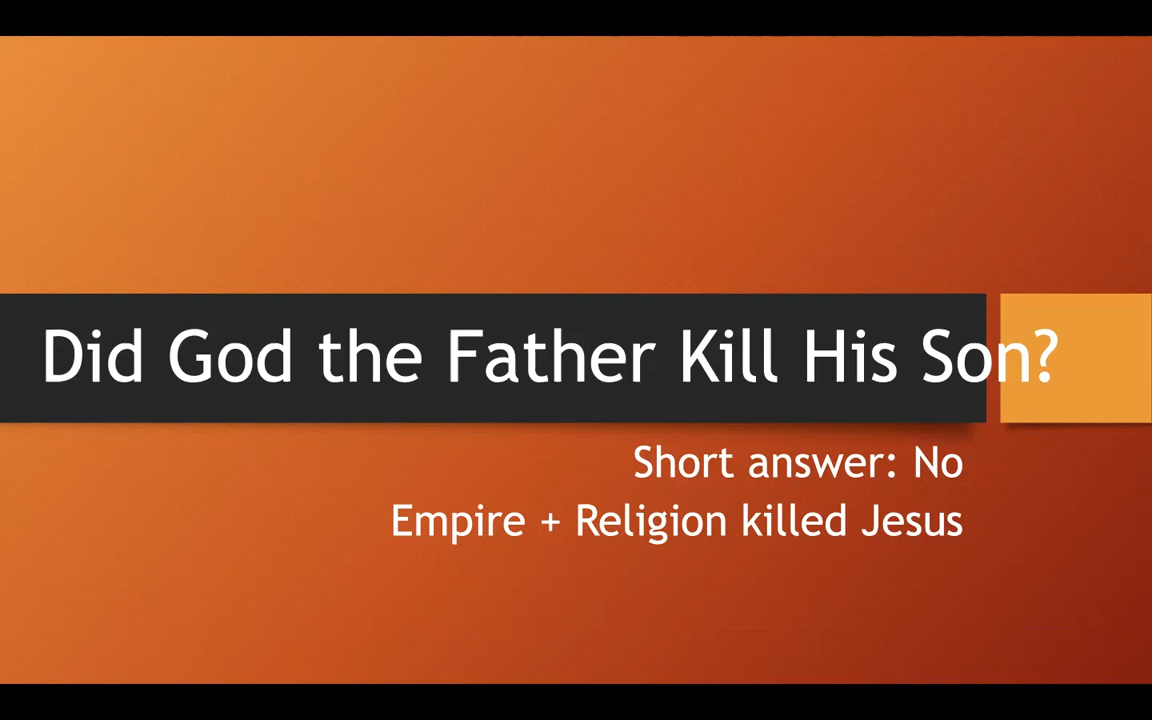 Did God the Father Kill His Son?
Short answer: No
Empire + Religion killed Jesus